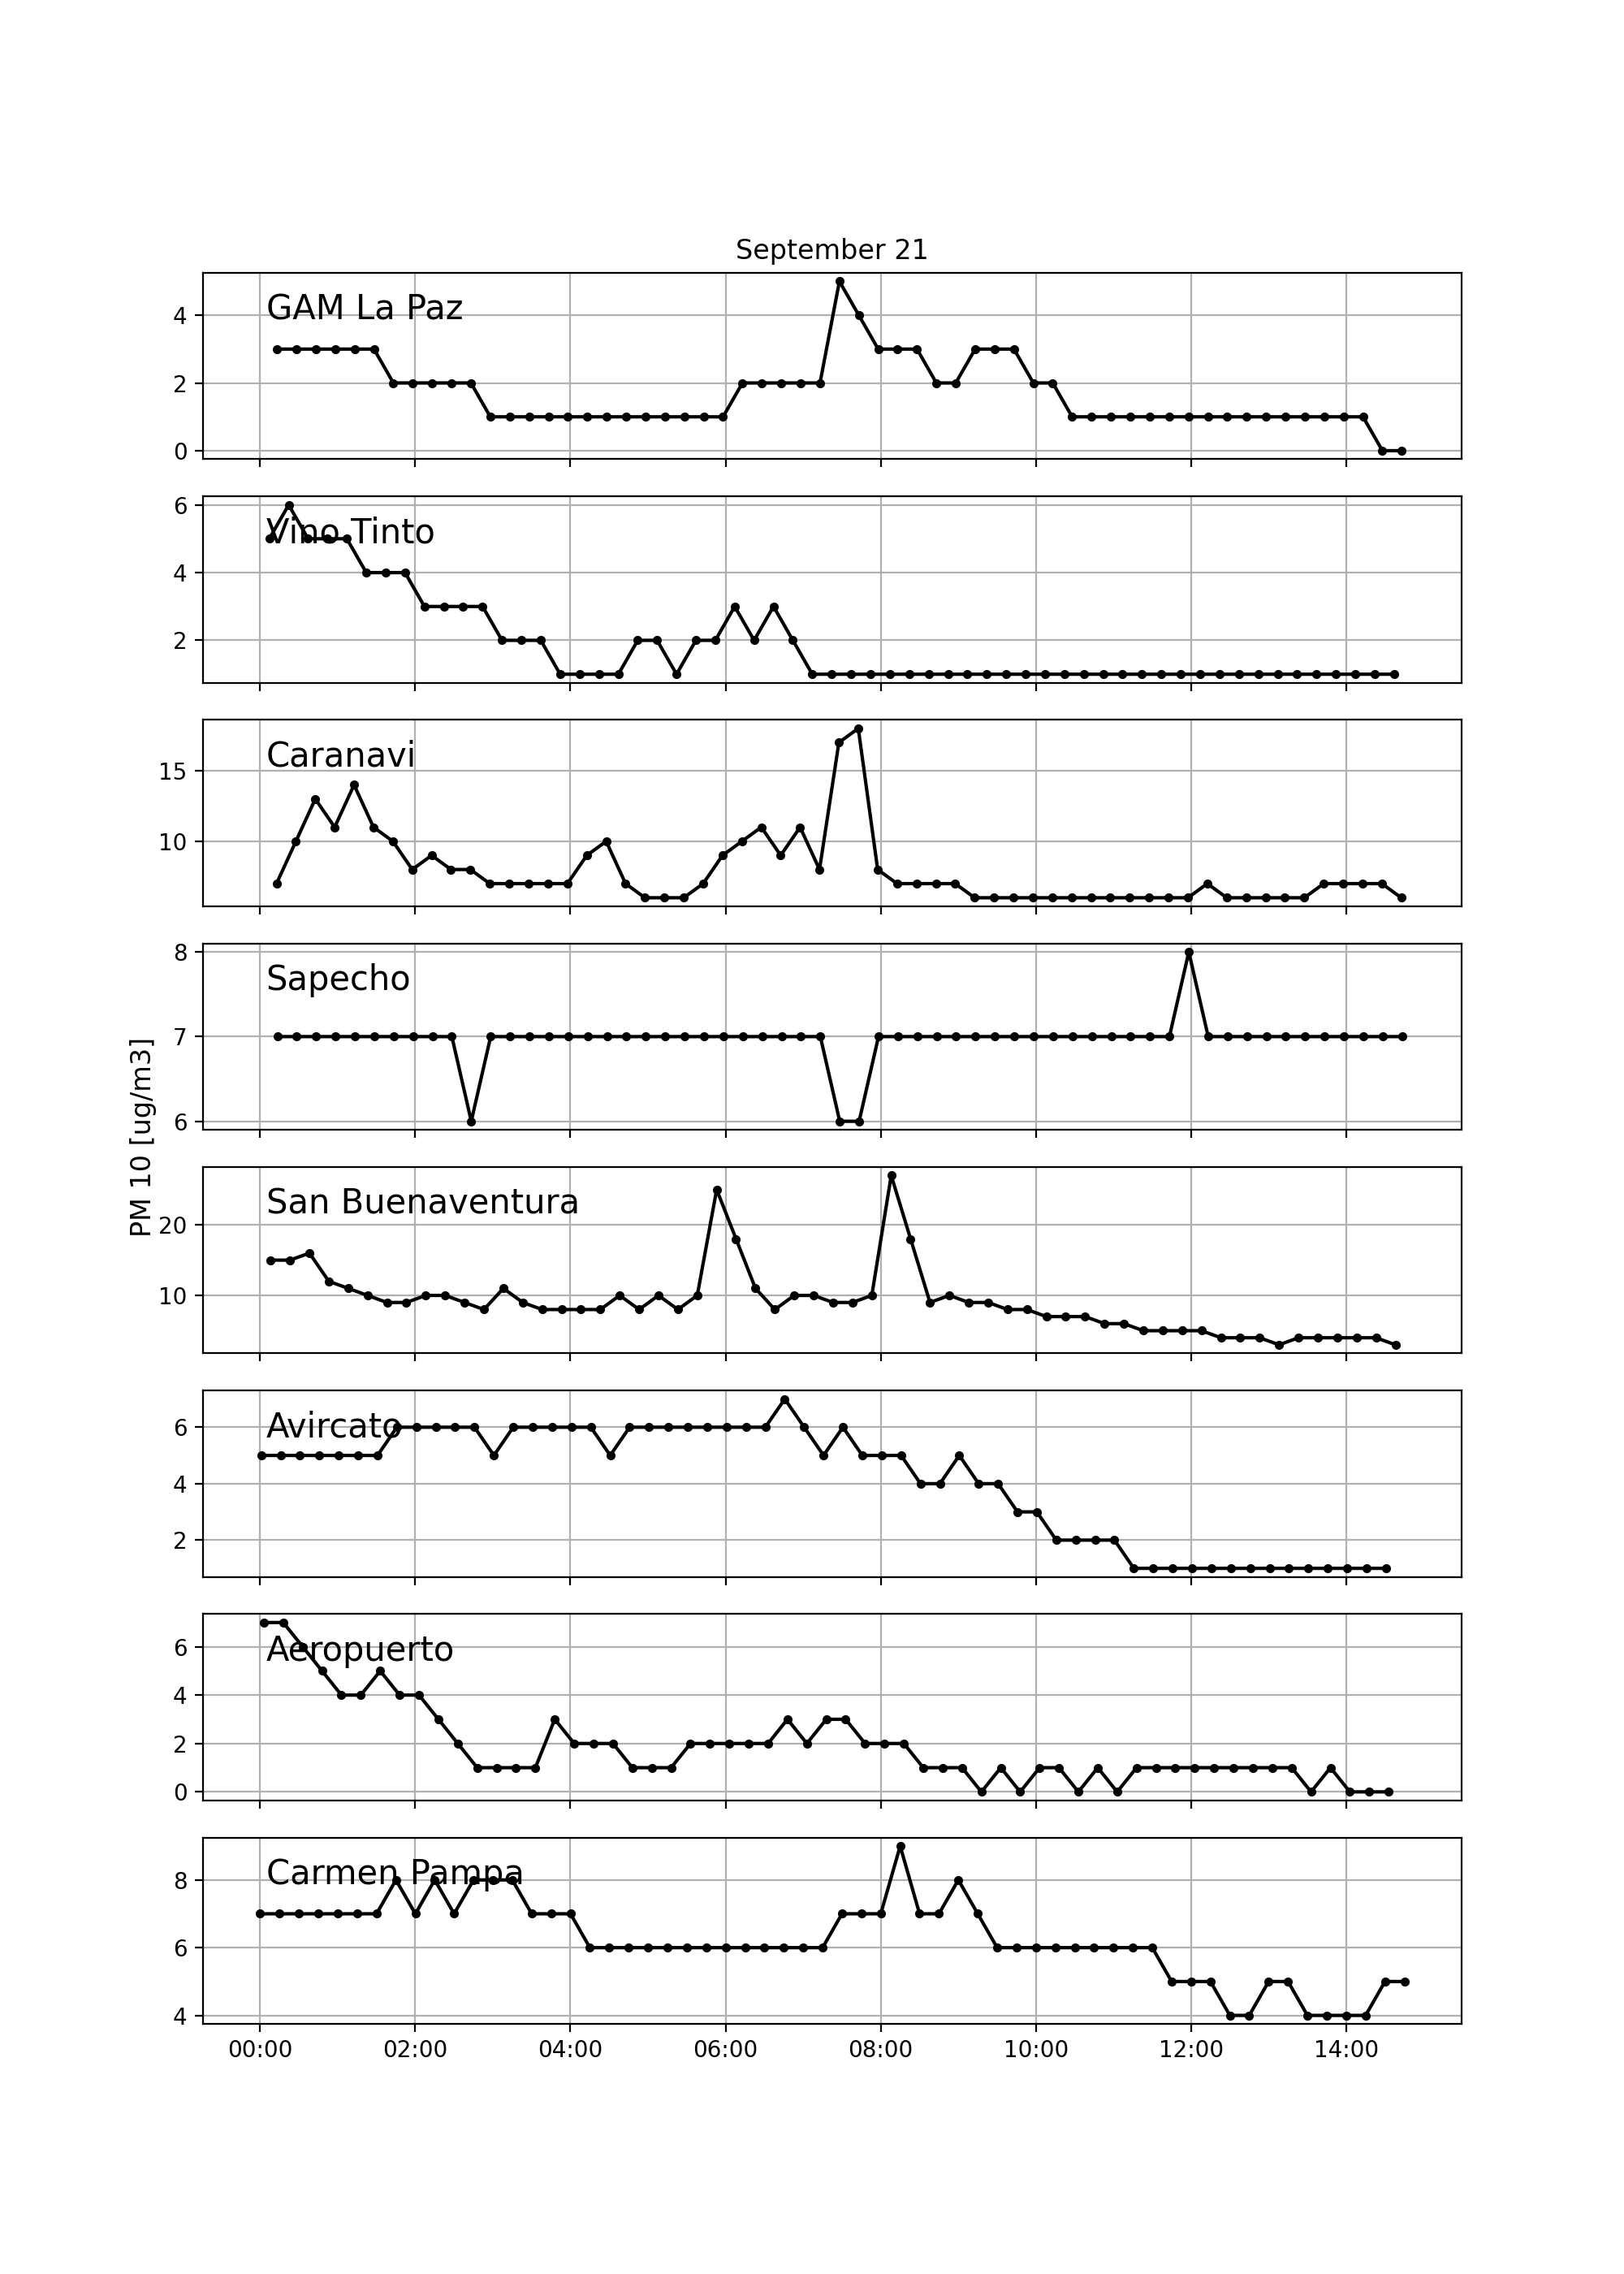 September 21
GAM La Paz
4
2
0
Vino Tinto
6
4
2
Caranavi
15
10
Sapecho
8
7
6
PM 10 [ug/m3]
San Buenaventura
20
10
Avircato
6
4
2
Aeropuerto
6
4
2
0
Carmen Pampa
8
6
4
00:00 02:00 04:00 06:00 08:00 10:00 12:00 14:00